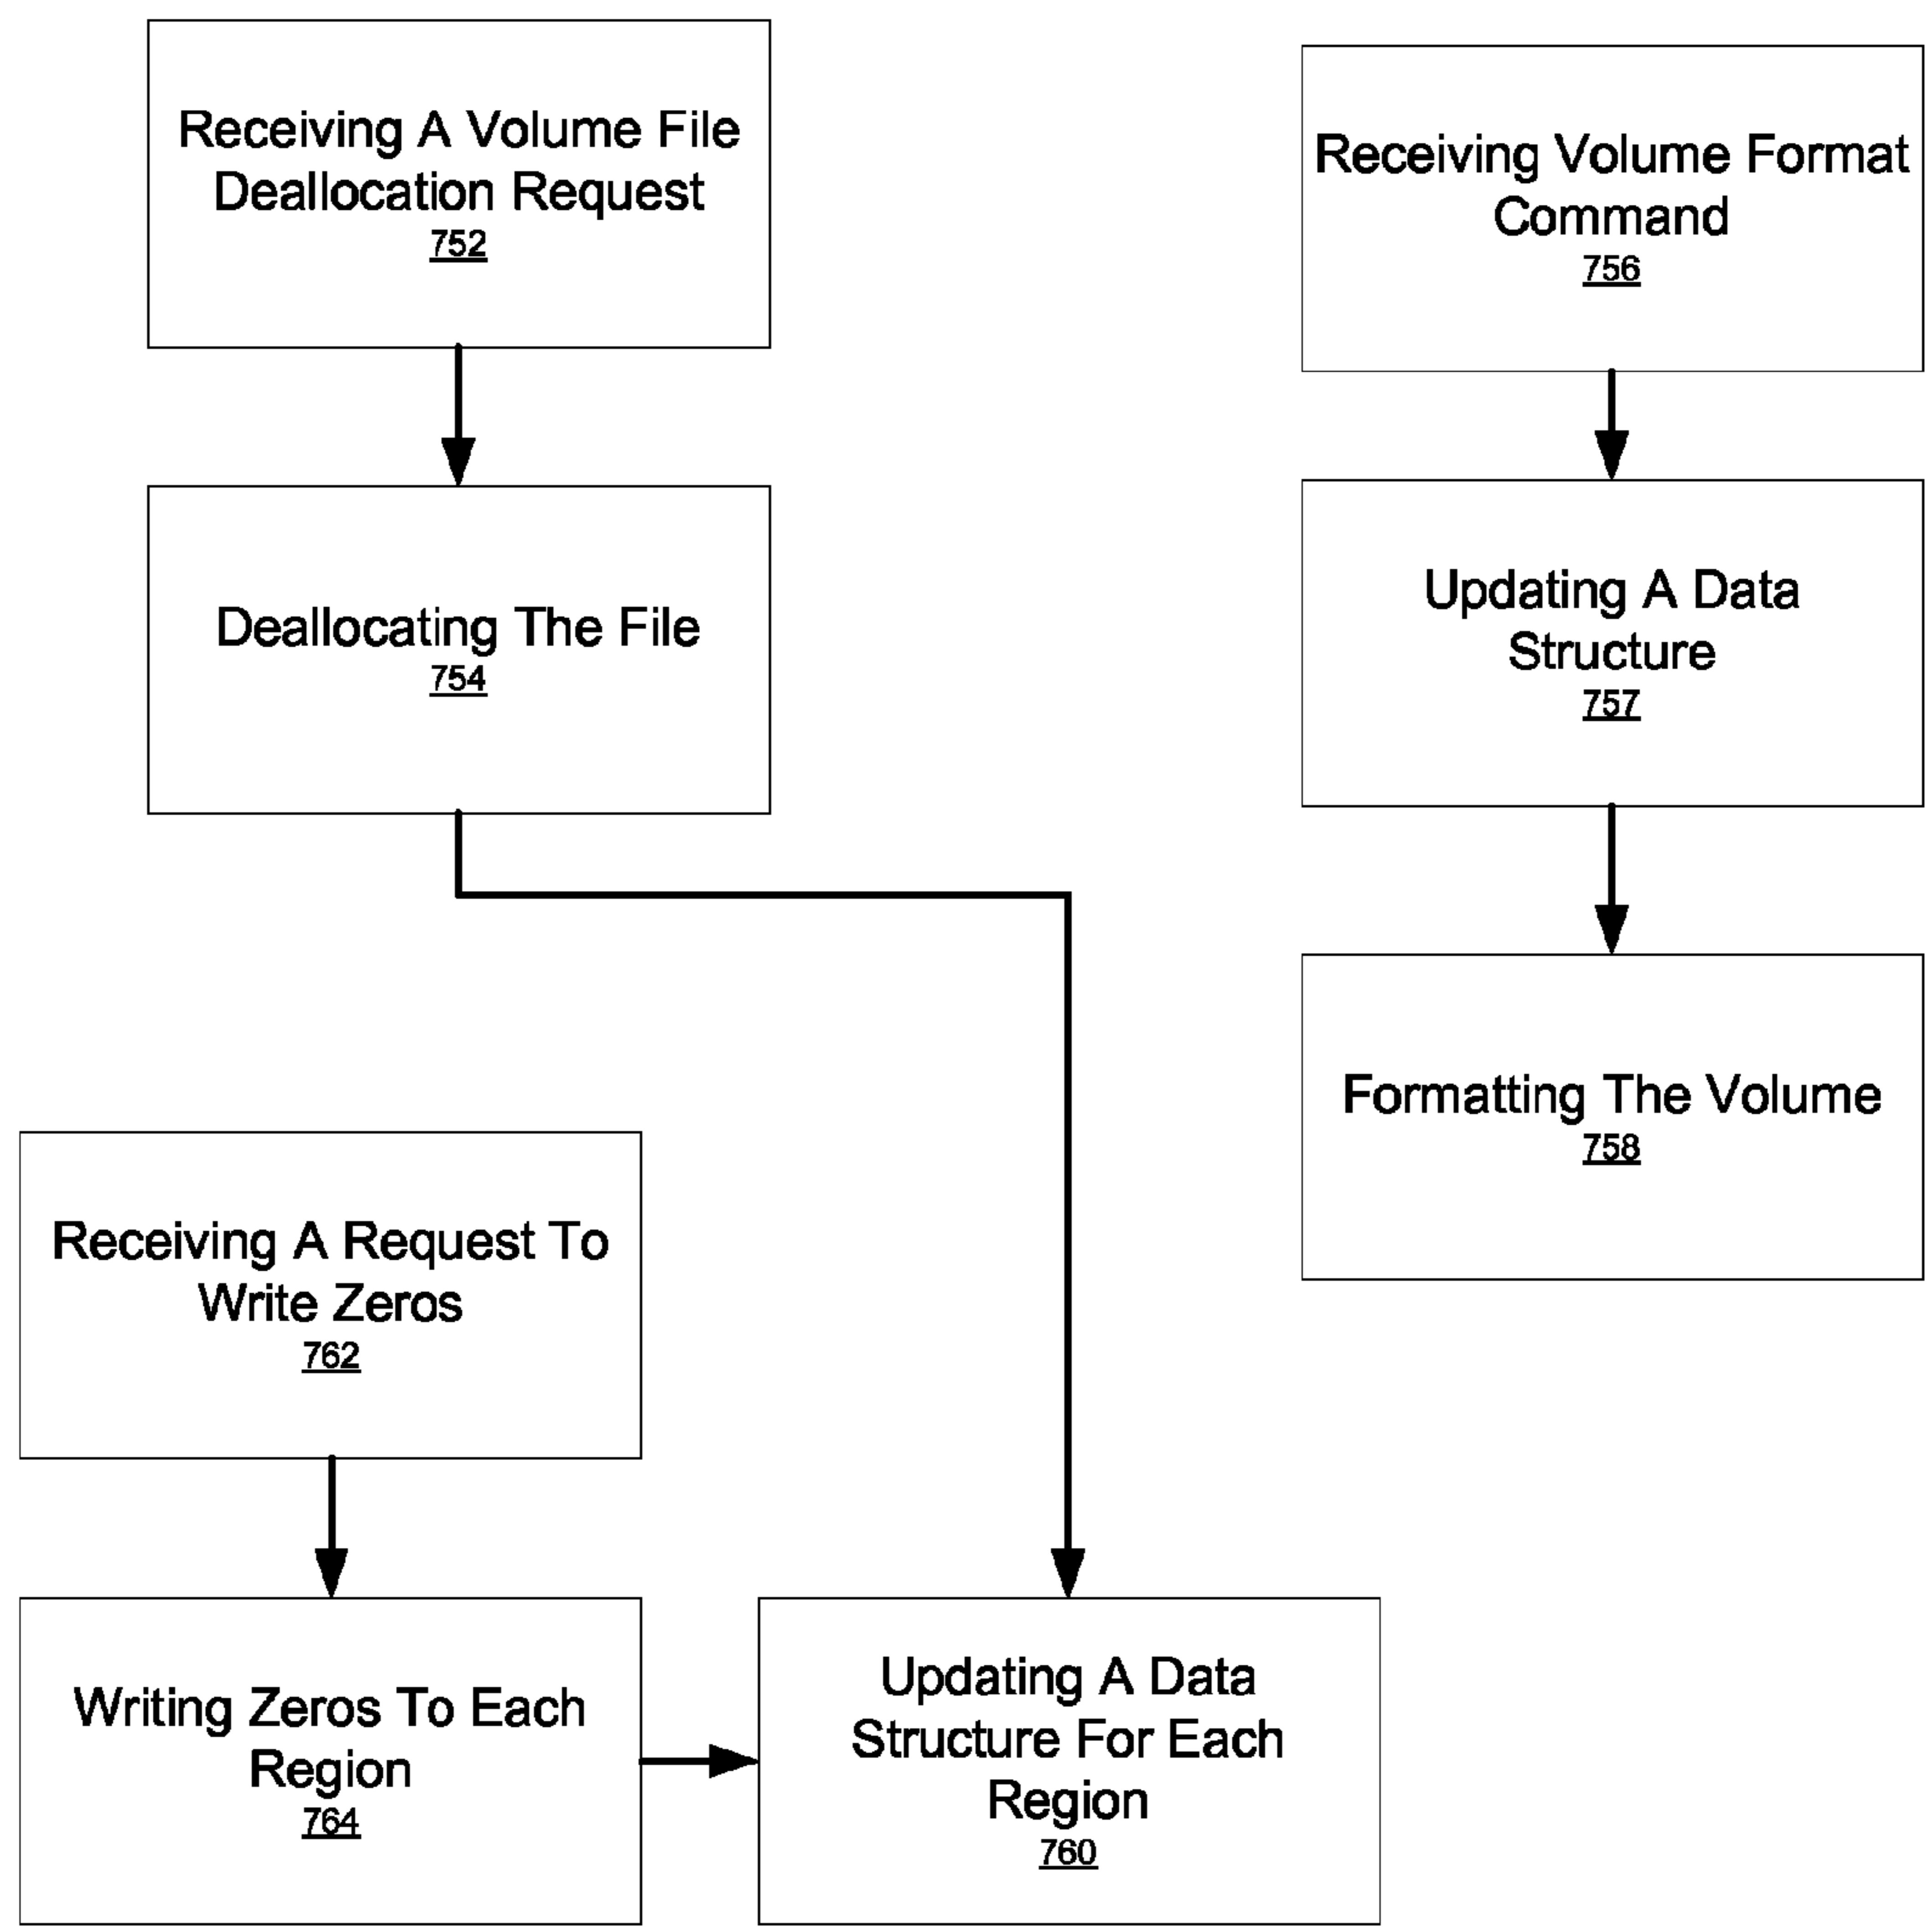 Receiving A Volume File
Deallocation Request
752
Receiving Volume Format
Command
756
Deallocating The File
754
Updating A Data
Structure
757
Formatting The Volume
758
Receiving A Request To
Write Zeros
762
Writing Zeros To Each
Region
764
Updating A Data
Structure For Each
Region
760